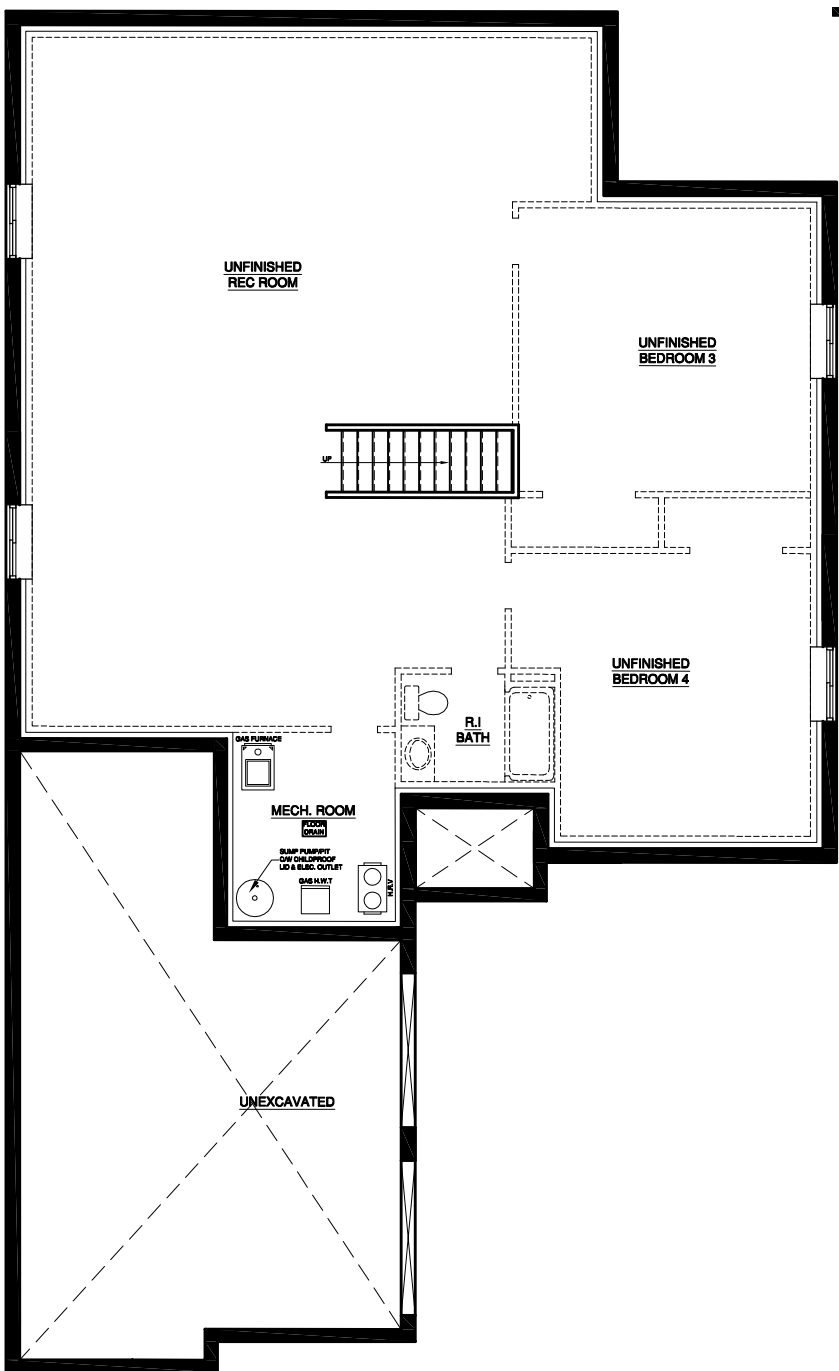 UNFINISHED
REC ROOM
UNFINISHED
BEDROOM 3
UP
UNFINISHED
BEDROOM 4
R.I
BATH
GAS FURNACE
MECH. ROOM
FLOOR
DRAIN
SUMP PUMP/PIT
C/W CHILDPROOF
LID & ELEC. OUTLET
GAS H.W.T
H.R.V
UNEXCAVATED